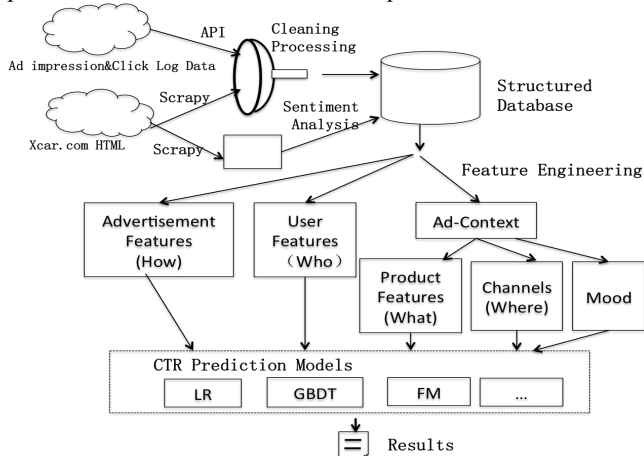 API
Cleaning
Processing
Ad impression&Click Log Data
Scrapy
Structured
Database
Sentiment
Analysis
Xcar.com HTML
Scrapy
Feature Engineering
Advertisement
Features
(How)
User
Features
（Who）
Ad-Context
Product
Features
(What)
Channels
(Where)
Mood
CTR Prediction Models
LR
GBDT
FM
...
Results